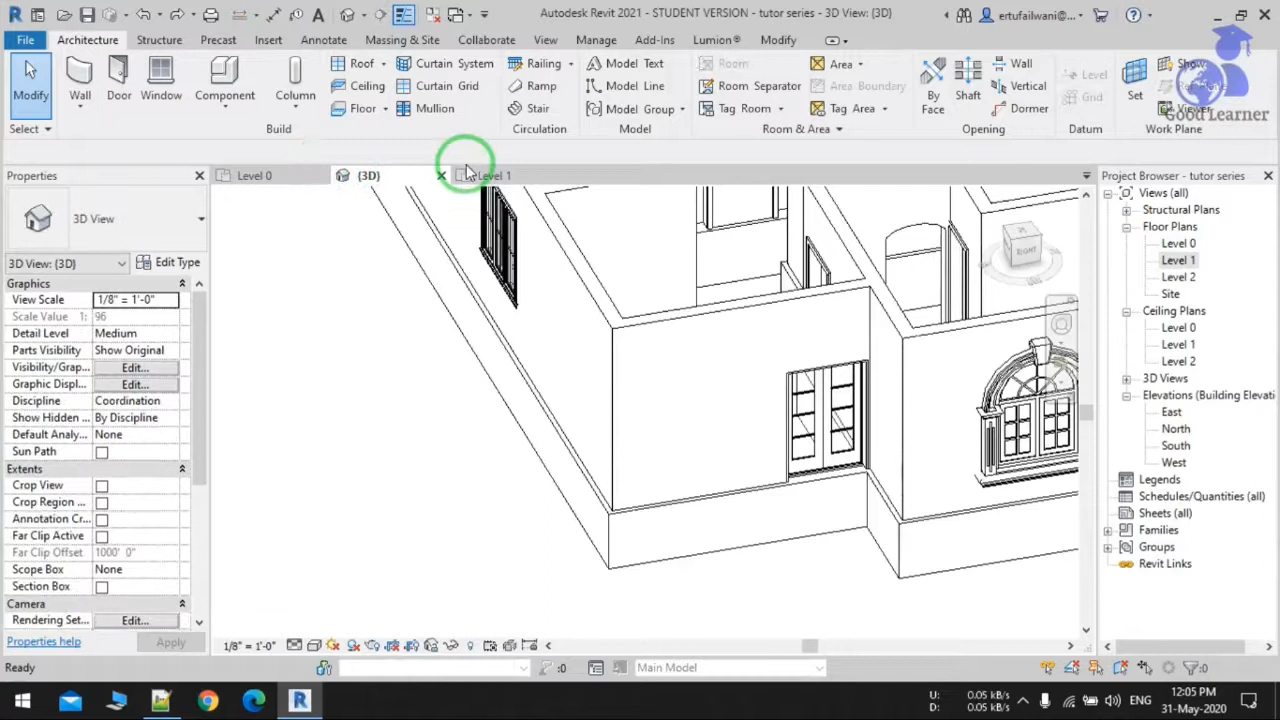 Autodesk Revit 2021 - STUDENT VERSION - tutor series - 3D View: {3D}
ertufailwani@...
File Architecture Structure Precast Insert Annotate Massing & Site Collaborate View Manage Add-Ins Lumion® Modify
Modify Wall Door Window Component Column
Roof Curtain System Railing Model Text Room Area Wall Level
Ceiling Curtain Grid Ramp Model Line Room Separator Area Boundary Vertical Grid
Floor Mullion Stair Model Group Tag Room Tag Area Dormer
By Face Shaft Set Show Viewer
Good Learner
Select Build Circulation Model Room & Area Opening Datum Work Plane
Properties
3D View
3D View: {3D} Edit Type
Graphics
View Scale 1/8" = 1'-0"
Scale Value 1: 96
Detail Level Medium
Parts Visibility Show Original
Visibility/Grap... Edit...
Graphic Displ... Edit...
Discipline Coordination
Show Hidden By Discipline
Default Analy... None
Sun Path
Extents
Crop View
Crop Region
Annotation Cr...
Far Clip Active
Far Clip Offset 1000' 0"
Scope Box None
Section Box
Camera
Rendering Set... Edit...
Properties help Apply
Level 0 {3D} Level 1
RIGHT
Project Browser - tutor series
Views (all)
Structural Plans
Floor Plans
Level 0
Level 1
Level 2
Site
Ceiling Plans
Level 0
Level 1
Level 2
3D Views
Elevations (Building Elevati
East
North
South
West
Legends
Schedules/Quantities (all)
Sheets (all)
Families
Groups
Revit Links
1/8" = 1'-0"
Ready :0 Main Model :0
U: 0.05 kB/s
D: 0.05 kB/s
ENG
12:05 PM
31-May-2020